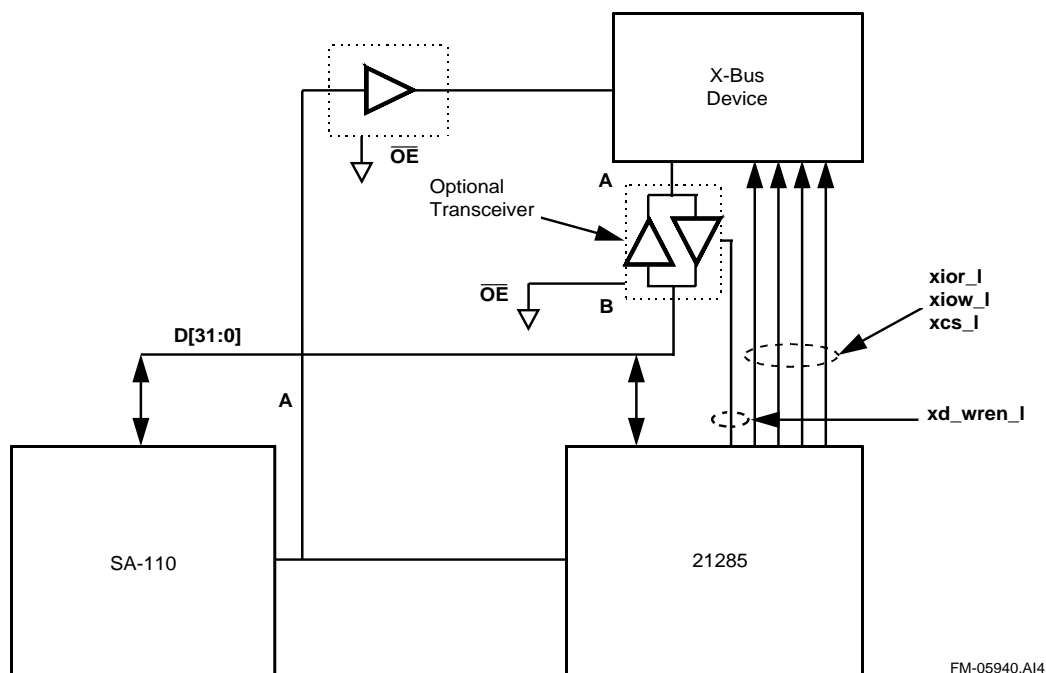 X-Bus
Device
OE
A
Optional
Transceiver
OE
B
xior_l
xiow_l
xcs_l
D[31:0]
A
xd_wren_l
SA-110
21285
FM-05940.AI4